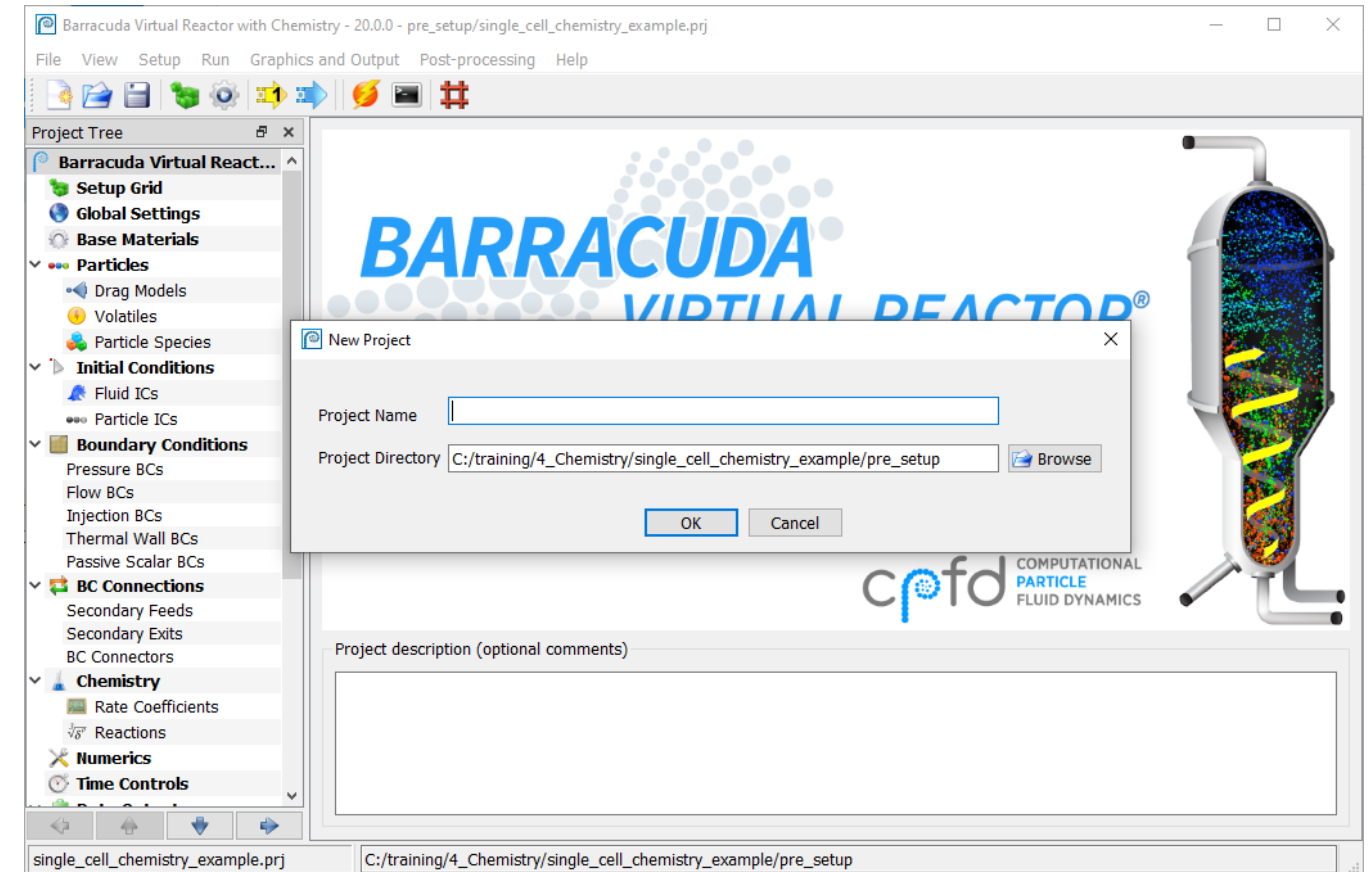 Barracuda Virtual Reactor with Chemistry - 20.0.0 - pre_setup/single_cell_chemistry_example.prj
File View Setup Run Graphics and Output Post-processing Help
1
Project Tree
Barracuda Virtual React...
Setup Grid
Global Settings
Base Materials
Particles
Drag Models
Volatiles
Particle Species
Initial Conditions
Fluid ICs
Particle ICs
Boundary Conditions
Pressure BCs
Flow BCs
Injection BCs
Thermal Wall BCs
Passive Scalar BCs
BC Connections
Secondary Feeds
Secondary Exits
BC Connectors
Chemistry
Rate Coefficients
Reactions
Numerics
Time Controls
BARRACUDA
VIRTUAL REACTOR®
New Project
Project Name
Project Directory C:/training/4_Chemistry/single_cell_chemistry_example/pre_setup Browse
OK Cancel
cpfd
COMPUTATIONAL
PARTICLE
FLUID DYNAMICS
Project description (optional comments)
single_cell_chemistry_example.prj C:/training/4_Chemistry/single_cell_chemistry_example/pre_setup